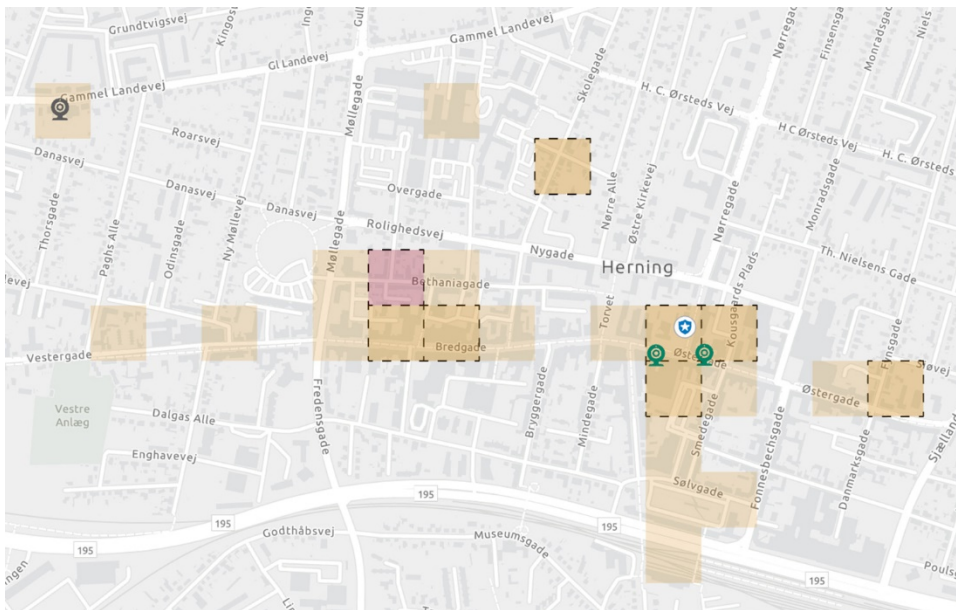 Grundtvigsvej
Gammel Landevej
Gl Landevej
Gammel Landevej
Møllegade
Skolegade
Nørregade
Finsensgade
Monradsgade
H. C. Ørsteds Vej
H C Ørsteds Vej
H. C. Ørsteds
Roarsvej
Danasvej
Danasvej
Danasvej
Overgade
Rolighedsvej
Nygade
Nørre Alle
Østre Kirkevej
Nørregade
Monradsgade
Th. Nielsens Gade
Thorsgade
Paghs Alle
Odinsgade
Ny Møllevej
Møllegade
Herning
Bethaniagade
Torvet
Kousgaards Plads
Vestergade
Bredgade
Østergade
Østergade
Fynsgade
Vestre
Anlæg
Dalgas Alle
Fredensgade
Bryggergade
Mindegade
Smedegade
Enghavevej
Sølvgade
Fonnesbechsgade
Danmarksgade
Sjælland
195
195
195
195
Godthåbsvej
Museumsgade
Poulsg